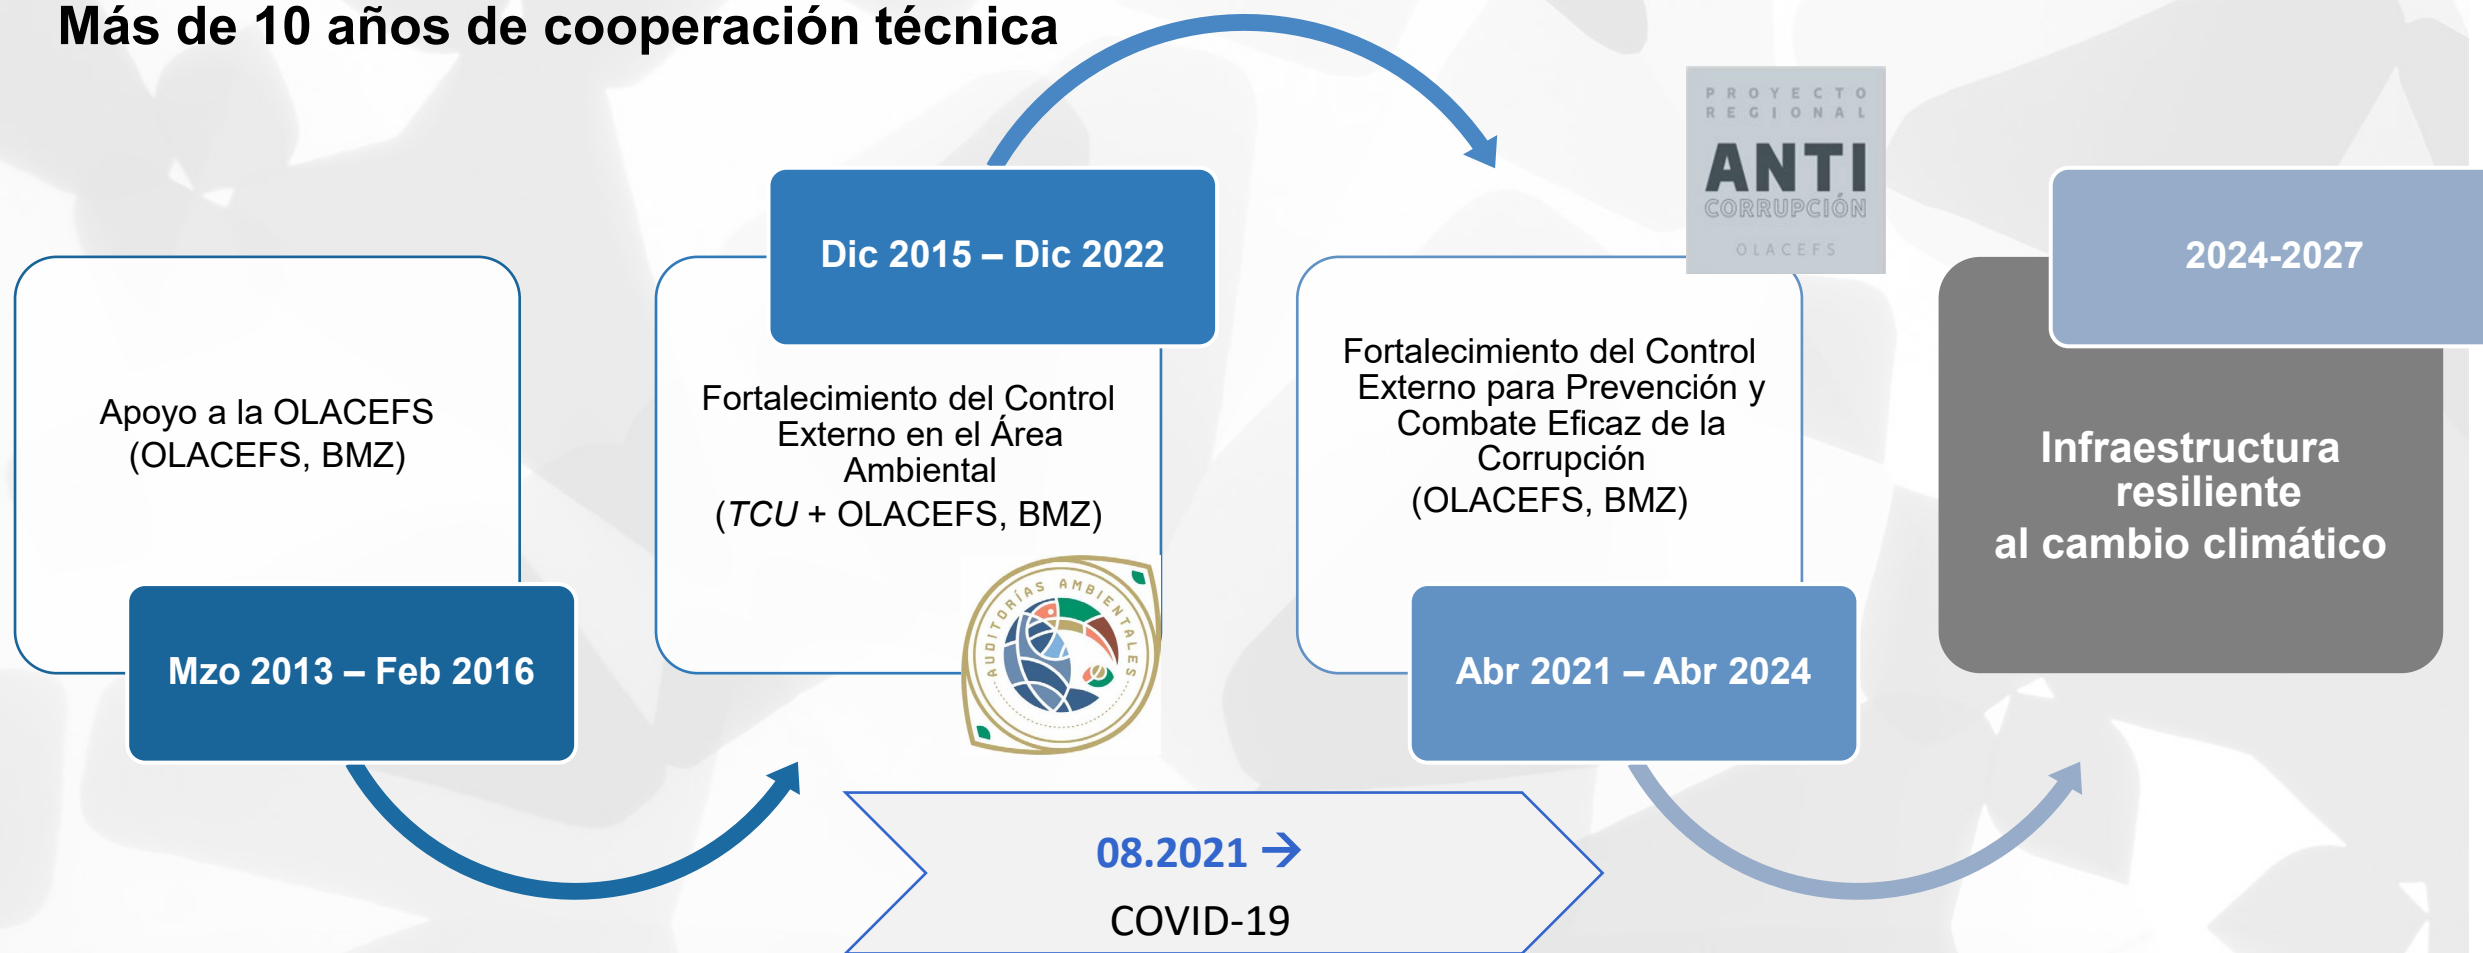 Más de 10 años de cooperación técnica
Apoyo a la OLACEFS
(OLACEFS, BMZ)
Mzo 2013 – Feb 2016
Dic 2015 – Dic 2022
Fortalecimiento del Control
Externo en el Área
Ambiental
(TCU + OLACEFS, BMZ)
AUDITORÍAS AMBIENTALES
PROYECTO
REGIONAL
ANTI
CORRUPCIÓN
OLACEFS
Fortalecimiento del Control
Externo para Prevención y
Combate Eficaz de la
Corrupción
(OLACEFS, BMZ)
Abr 2021 – Abr 2024
2024-2027
Infraestructura
resiliente
al cambio climático
08.2021 →
COVID-19